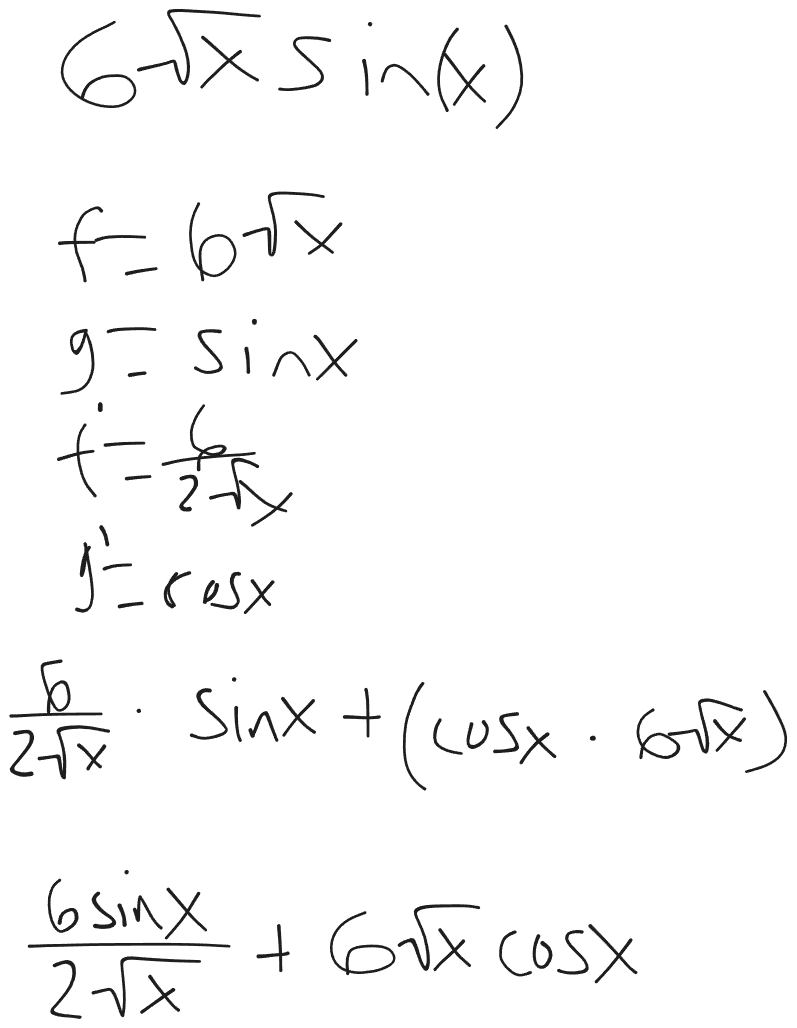 6√x sin(x)
f = 6√x
g = sinx
f' = 6/2√x
g' = cosx
6/2√x · sinx + (cosx · 6√x)
6sinx/2√x + 6√x cosx